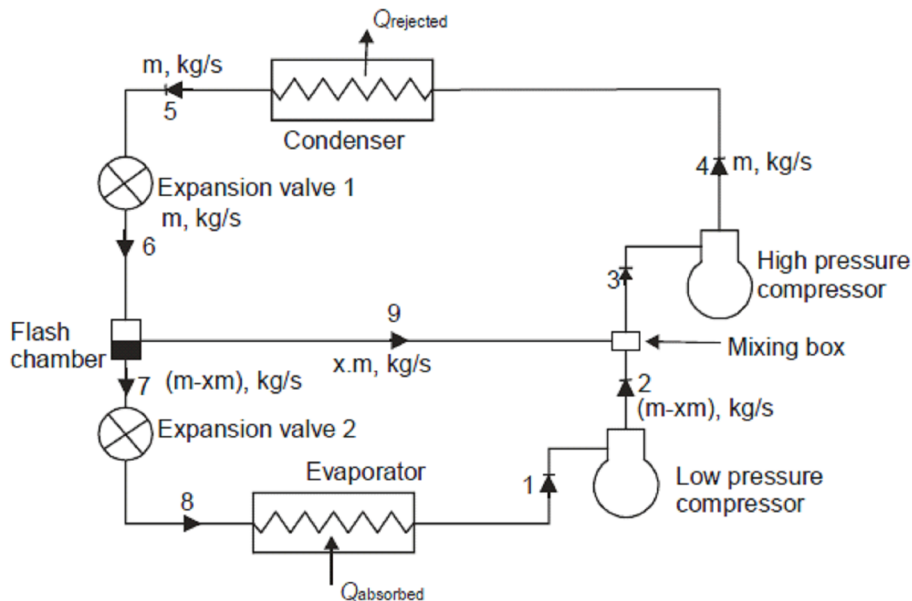 Qrejected
m, kg/s
5
Condenser
4
m, kg/s
Expansion valve 1
m, kg/s
6
High pressure
compressor
3
9
Flash
chamber
x.m, kg/s
Mixing box
7
(m-xm), kg/s
2
(m-xm), kg/s
Expansion valve 2
Evaporator
1
Low pressure
compressor
8
Qabsorbed